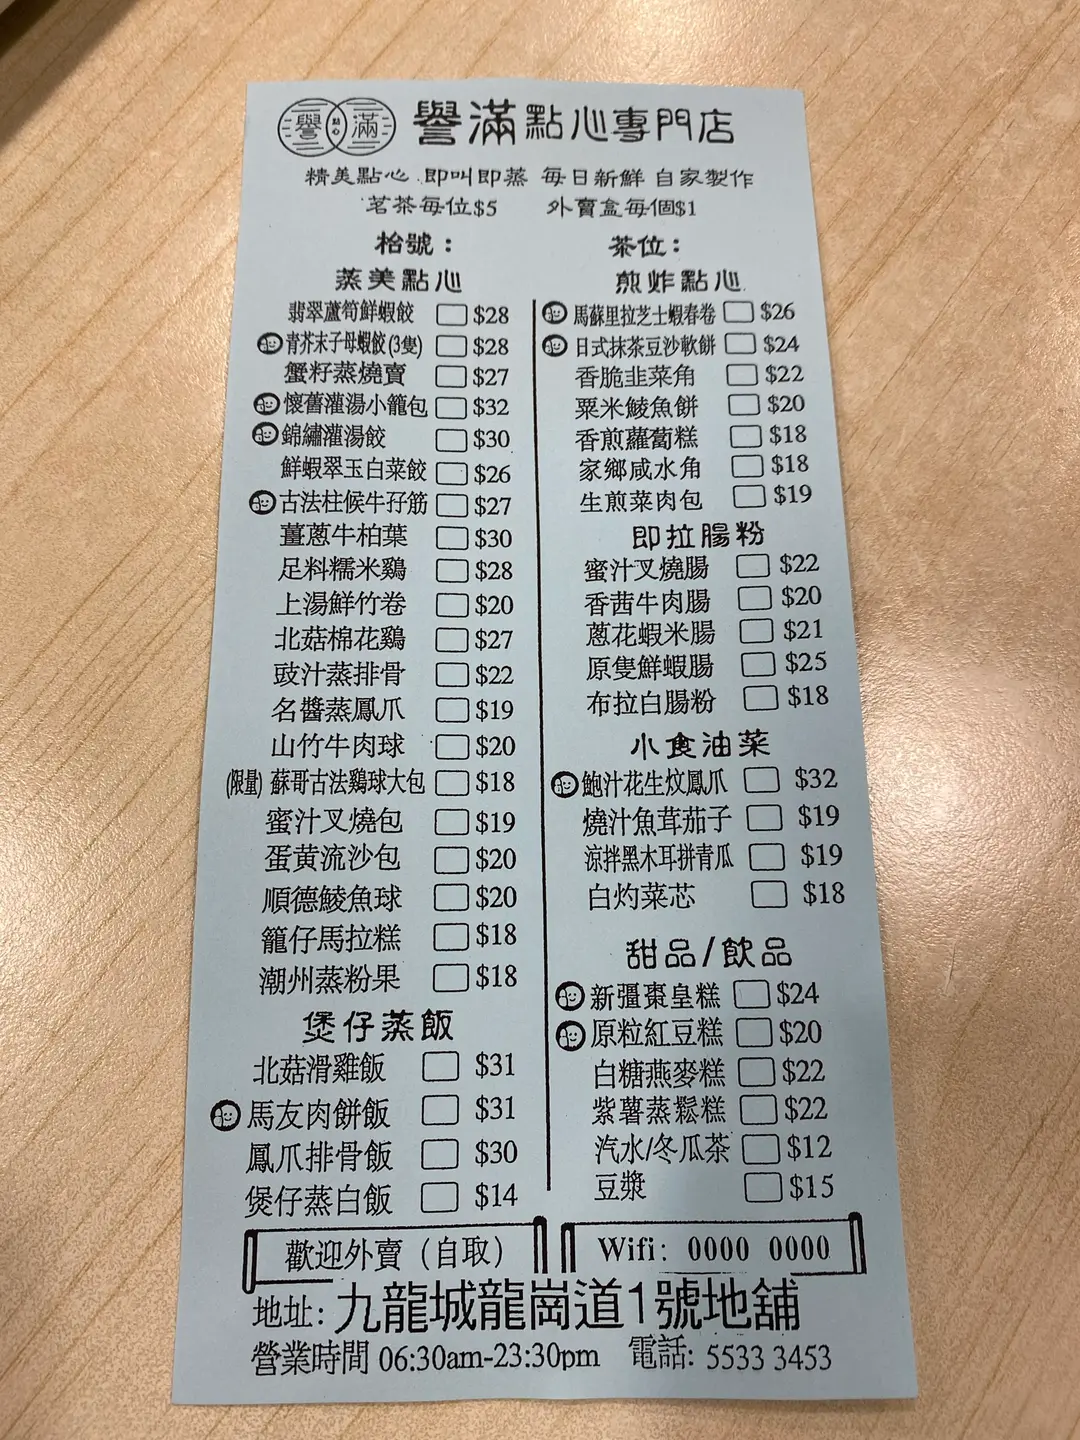 譽 點心 滿 譽滿點心專門店
精美點心 即叫即蒸 每日新鮮 自家製作
茗茶每位$5 外賣盒每個$1
枱號： 茶位：
蒸美點心
翡翠蘆筍鮮蝦餃 $28
青芥末子母蝦餃(3隻) $28
蟹籽蒸燒賣 $27
懷舊灌湯小籠包 $32
錦繡灌湯餃 $30
鮮蝦翠玉白菜餃 $26
古法柱候牛孖筋 $27
薑蔥牛柏葉 $30
足料糯米鷄 $28
上湯鮮竹卷 $20
北菇棉花鷄 $27
豉汁蒸排骨 $22
名醬蒸鳳爪 $19
山竹牛肉球 $20
(限量) 蘇哥古法鷄球大包 $18
蜜汁叉燒包 $19
蛋黃流沙包 $20
順德鯪魚球 $20
籠仔馬拉糕 $18
潮州蒸粉果 $18
煲仔蒸飯
北菇滑雞飯 $31
馬友肉餅飯 $31
鳳爪排骨飯 $30
煲仔蒸白飯 $14
煎炸點心
馬蘇里拉芝士蝦春卷 $26
日式抹茶豆沙軟餅 $24
香脆韭菜角 $22
粟米鯪魚餅 $20
香煎蘿蔔糕 $18
家鄉咸水角 $18
生煎菜肉包 $19
即拉腸粉
蜜汁叉燒腸 $22
香茜牛肉腸 $20
蔥花蝦米腸 $21
原隻鮮蝦腸 $25
布拉白腸粉 $18
小食油菜
鮑汁花生炆鳳爪 $32
燒汁魚茸茄子 $19
涼拌黑木耳拼青瓜 $19
白灼菜芯 $18
甜品/飲品
新彊棗皇糕 $24
原粒紅豆糕 $20
白糖燕麥糕 $22
紫薯蒸鬆糕 $22
汽水/冬瓜茶 $12
豆漿 $15
歡迎外賣（自取） Wifi: 0000 0000
地址: 九龍城龍崗道1號地舖
營業時間 06:30am-23:30pm 電話: 5533 3453